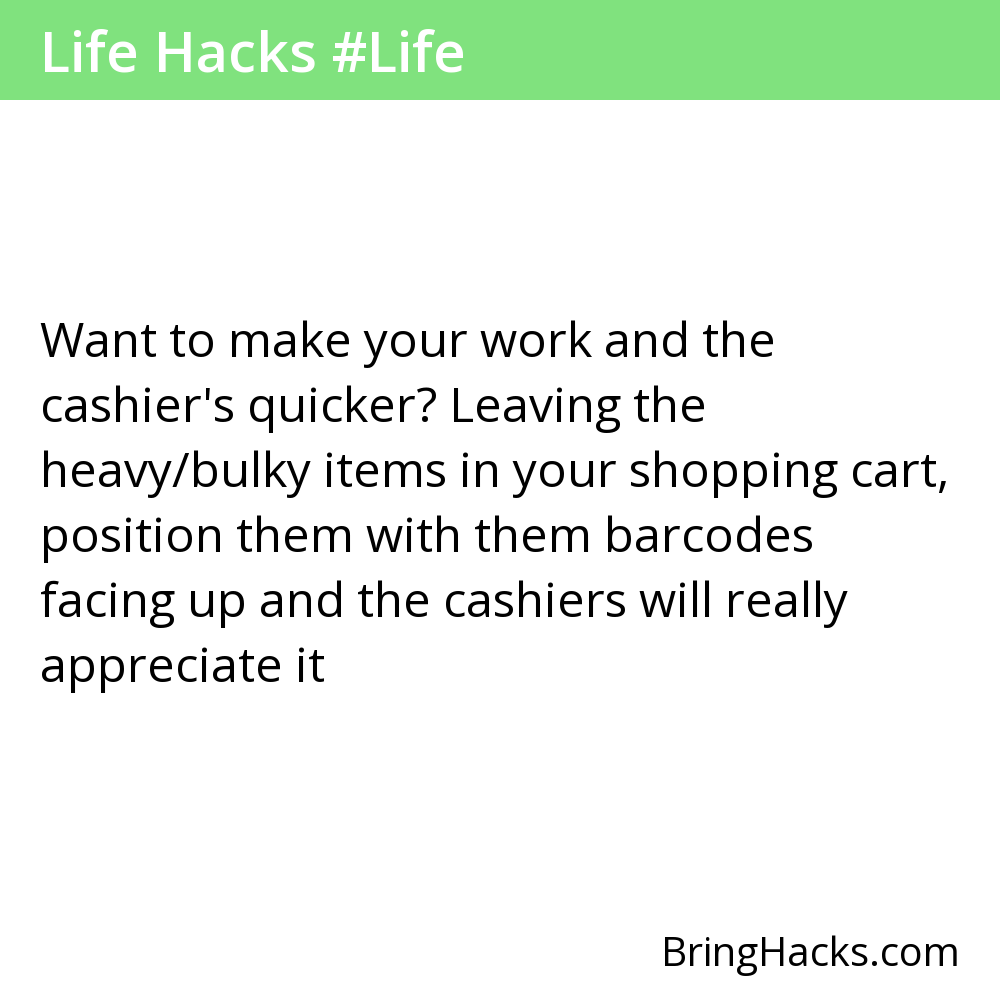 Life Hacks #Life
Want to make your work and the
cashier's quicker? Leaving the
heavy/bulky items in your shopping cart,
position them with them barcodes
facing up and the cashiers will really
appreciate it
BringHacks.com